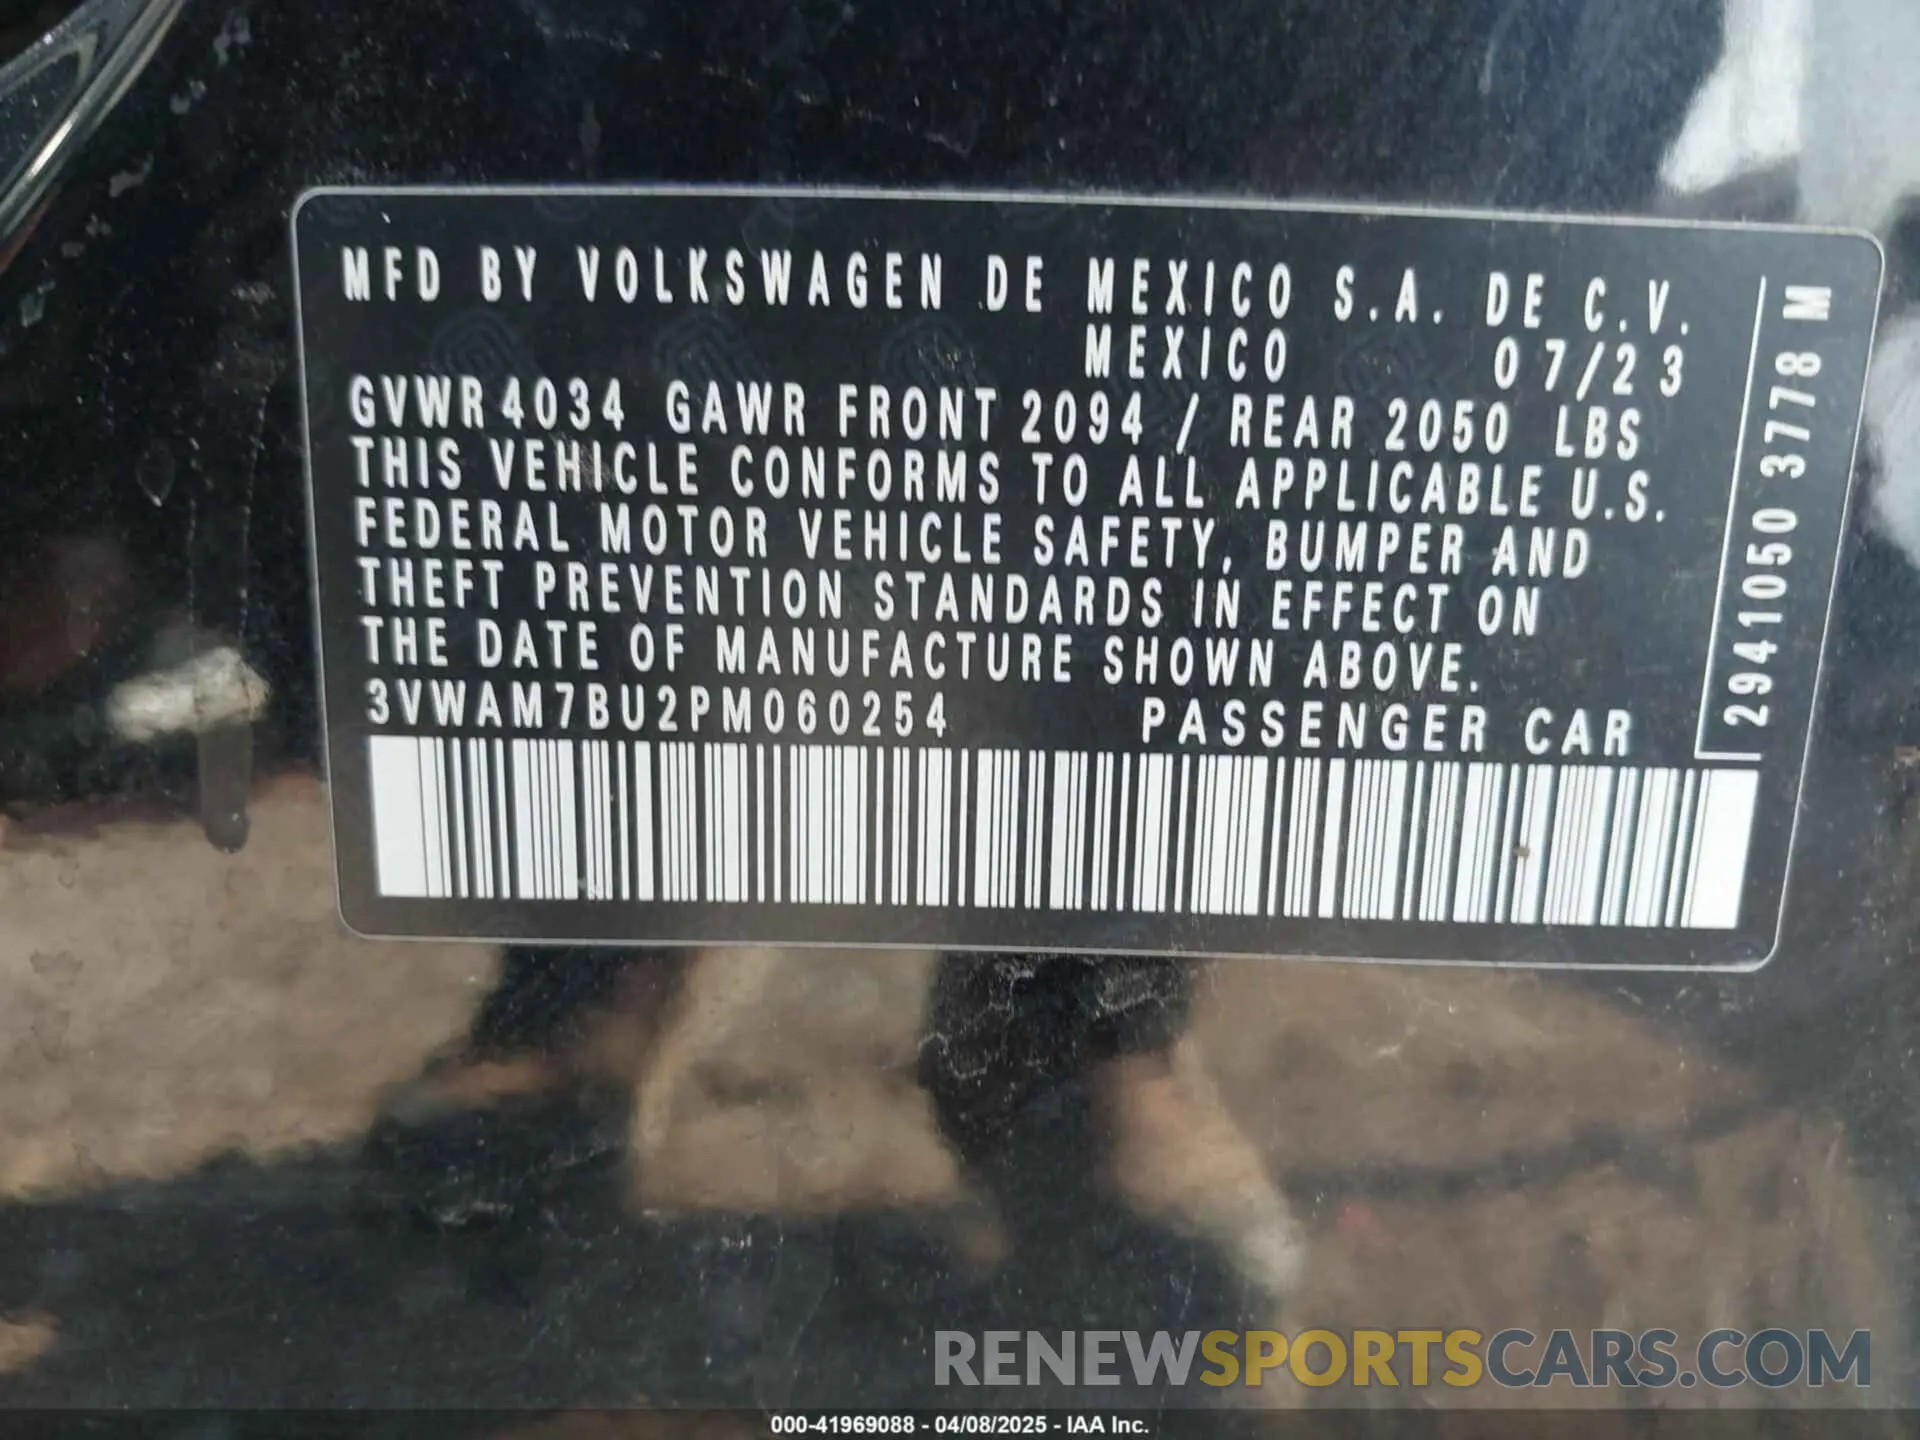 MFD BY VOLKSWAGEN DE MEXICO S.A. DE C.V.
MEXICO 07/23
GVWR 4034 GAWR FRONT 2094 / REAR 2050 LBS
THIS VEHICLE CONFORMS TO ALL APPLICABLE U.S.
FEDERAL MOTOR VEHICLE SAFETY, BUMPER AND
THEFT PREVENTION STANDARDS IN EFFECT ON
THE DATE OF MANUFACTURE SHOWN ABOVE.
3VWAM7BU2PM060254 PASSENGER CAR
2941050 3778 M
RENEWSPORTSCARS.COM
000-41969088 - 04/08/2025 - IAA Inc.